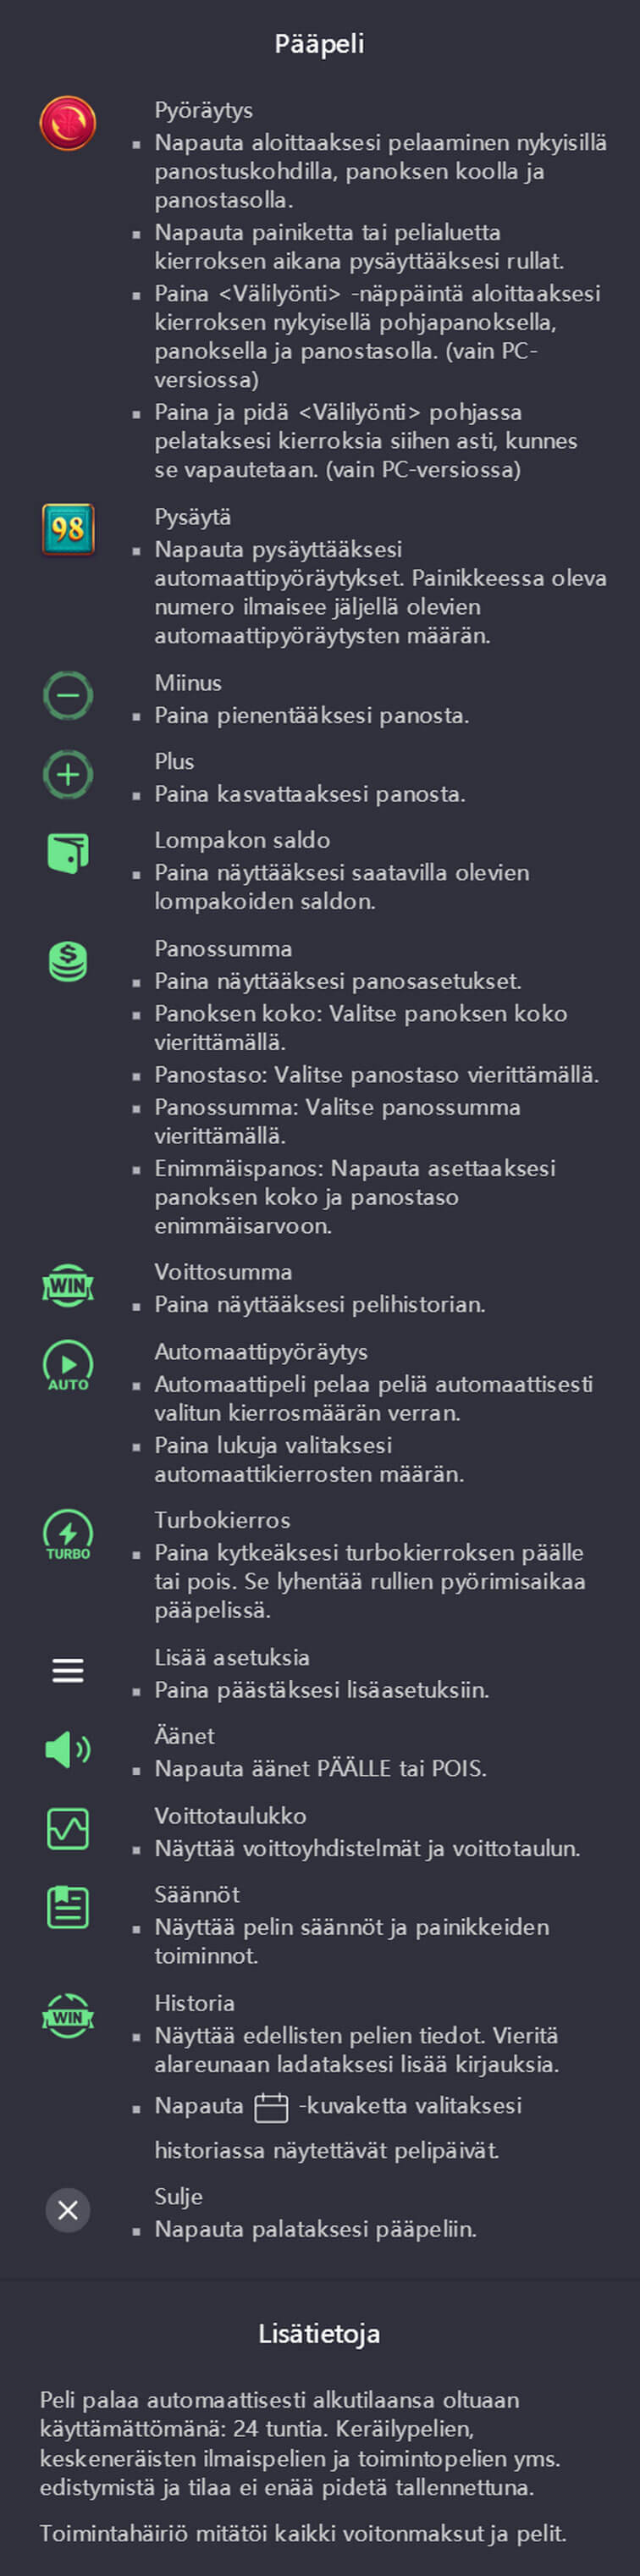 Pääpeli
Pyöräytys
▪ Napauta aloittaaksesi pelaaminen nykyisillä
panostuskohdilla, panoksen koolla ja
panostasolla.
▪ Napauta painiketta tai pelialuetta
kierroksen aikana pysäyttääksesi rullat.
▪ Paina <Välilyönti> -näppäintä aloittaaksesi
kierroksen nykyisellä pohjapanoksella,
panoksella ja panostasolla. (vain PC-
versiossa)
▪ Paina ja pidä <Välilyönti> pohjassa
pelataksesi kierroksia siihen asti, kunnes
se vapautetaan. (vain PC-versiossa)
98
Pysäytä
▪ Napauta pysäyttääksesi
automaattipyöräytykset. Painikkeessa oleva
numero ilmaisee jäljellä olevien
automaattipyöräytysten määrän.
Miinus
▪ Paina pienentääksesi panosta.
Plus
▪ Paina kasvattaaksesi panosta.
Lompakon saldo
▪ Paina näyttääksesi saatavilla olevien
lompakoiden saldon.
Panossumma
▪ Paina näyttääksesi panosasetukset.
▪ Panoksen koko: Valitse panoksen koko
vierittämällä.
▪ Panostaso: Valitse panostaso vierittämällä.
▪ Panossumma: Valitse panossumma
vierittämällä.
▪ Enimmäispanos: Napauta asettaaksesi
panoksen koko ja panostaso
enimmäisarvoon.
WIN
Voittosumma
▪ Paina näyttääksesi pelihistorian.
AUTO
Automaattipyöräytys
▪ Automaattipeli pelaa peliä automaattisesti
valitun kierrosmäärän verran.
▪ Paina lukuja valitaksesi
automaattikierrosten määrän.
TURBO
Turbokierros
▪ Paina kytkeäksesi turbokierroksen päälle
tai pois. Se lyhentää rullien pyörimisaikaa
pääpelissä.
Lisää asetuksia
▪ Paina päästäksesi lisäasetuksiin.
Äänet
▪ Napauta äänet PÄÄLLE tai POIS.
Voittotaulukko
▪ Näyttää voittoyhdistelmät ja voittotaulun.
Säännöt
▪ Näyttää pelin säännöt ja painikkeiden
toiminnot.
WIN
Historia
▪ Näyttää edellisten pelien tiedot. Vieritä
alareunaan ladataksesi lisää kirjauksia.
▪ Napauta -kuvaketta valitaksesi
historiassa näytettävät pelipäivät.
Sulje
▪ Napauta palataksesi pääpeliin.
Lisätietoja
Peli palaa automaattisesti alkutilaansa oltuaan
käyttämättömänä: 24 tuntia. Keräilypelien,
keskeneräisten ilmaispelien ja toimintopelien yms.
edistymistä ja tilaa ei enää pidetä tallennettuna.
Toimintahäiriö mitätöi kaikki voitonmaksut ja pelit.